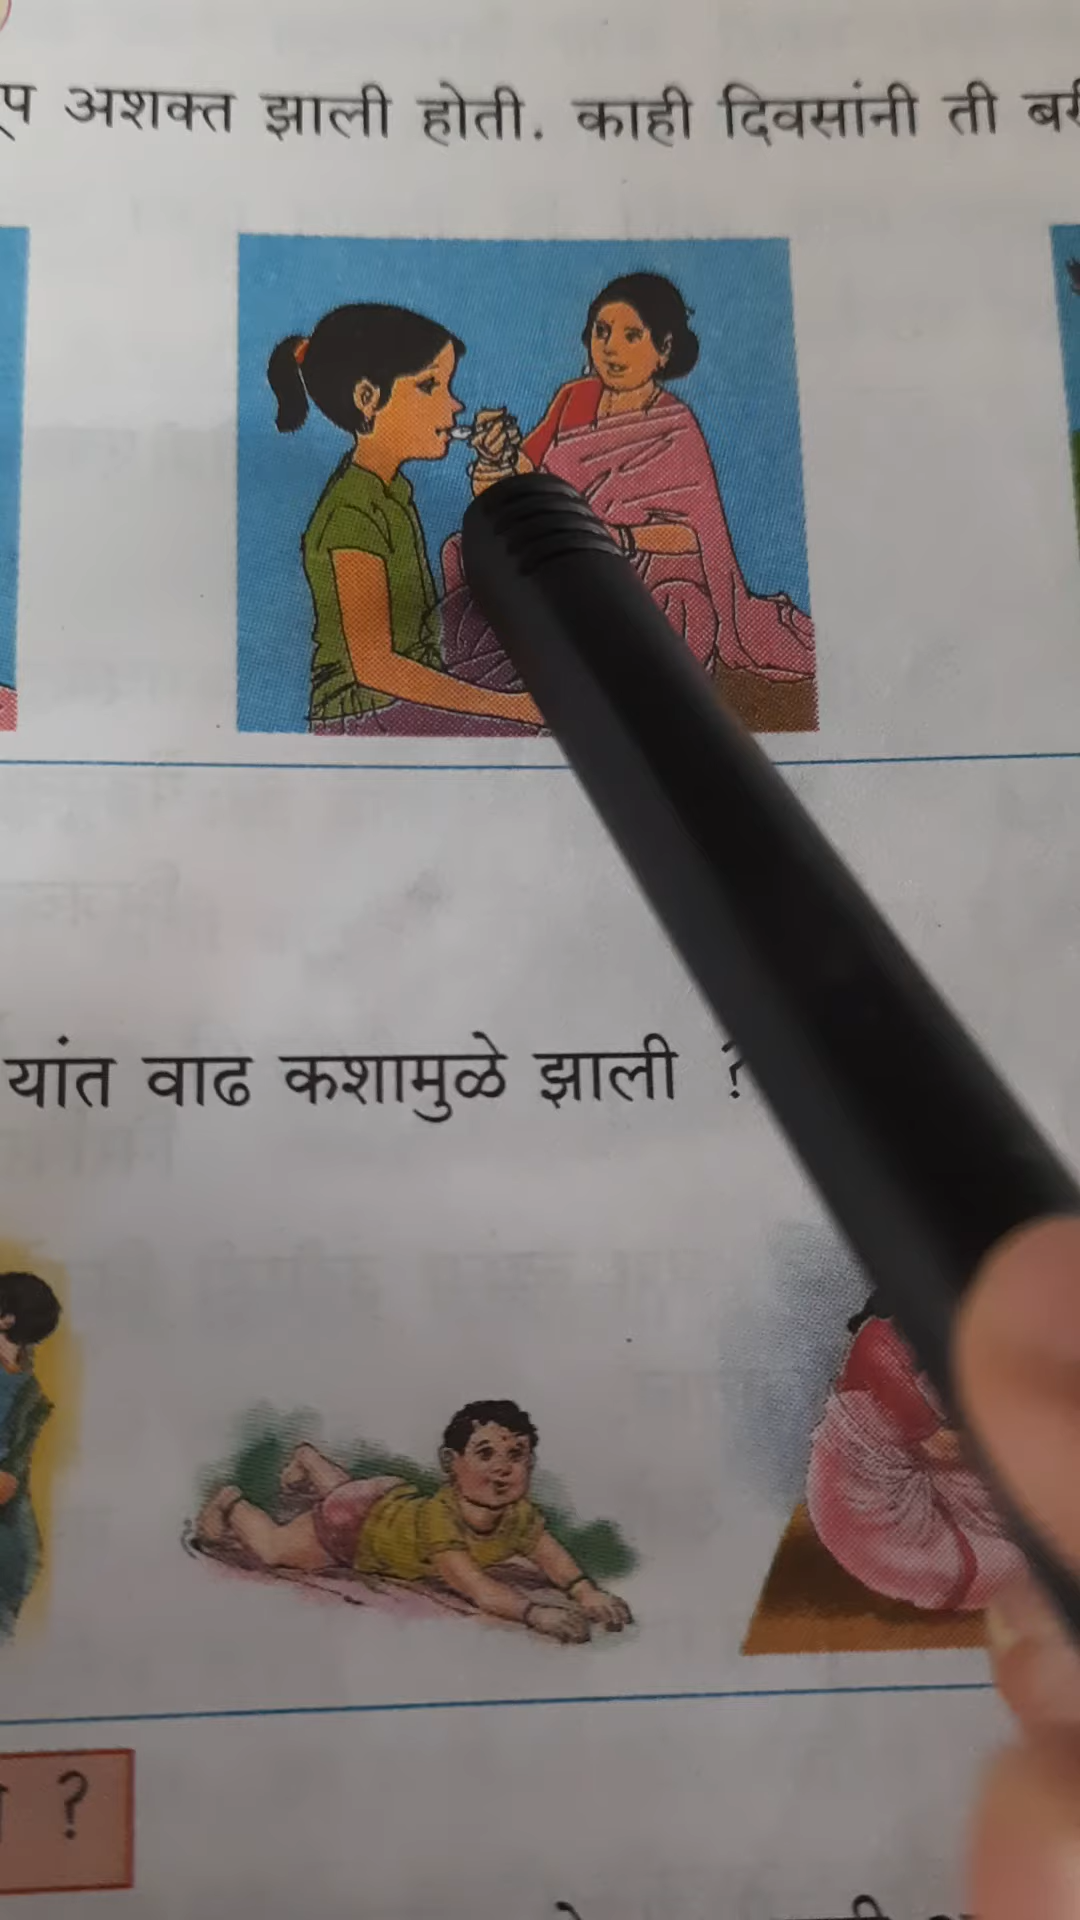 अशक्त झाली होती. काही दिवसांनी ती
यांत वाढ कशामुळे झाली ?
?